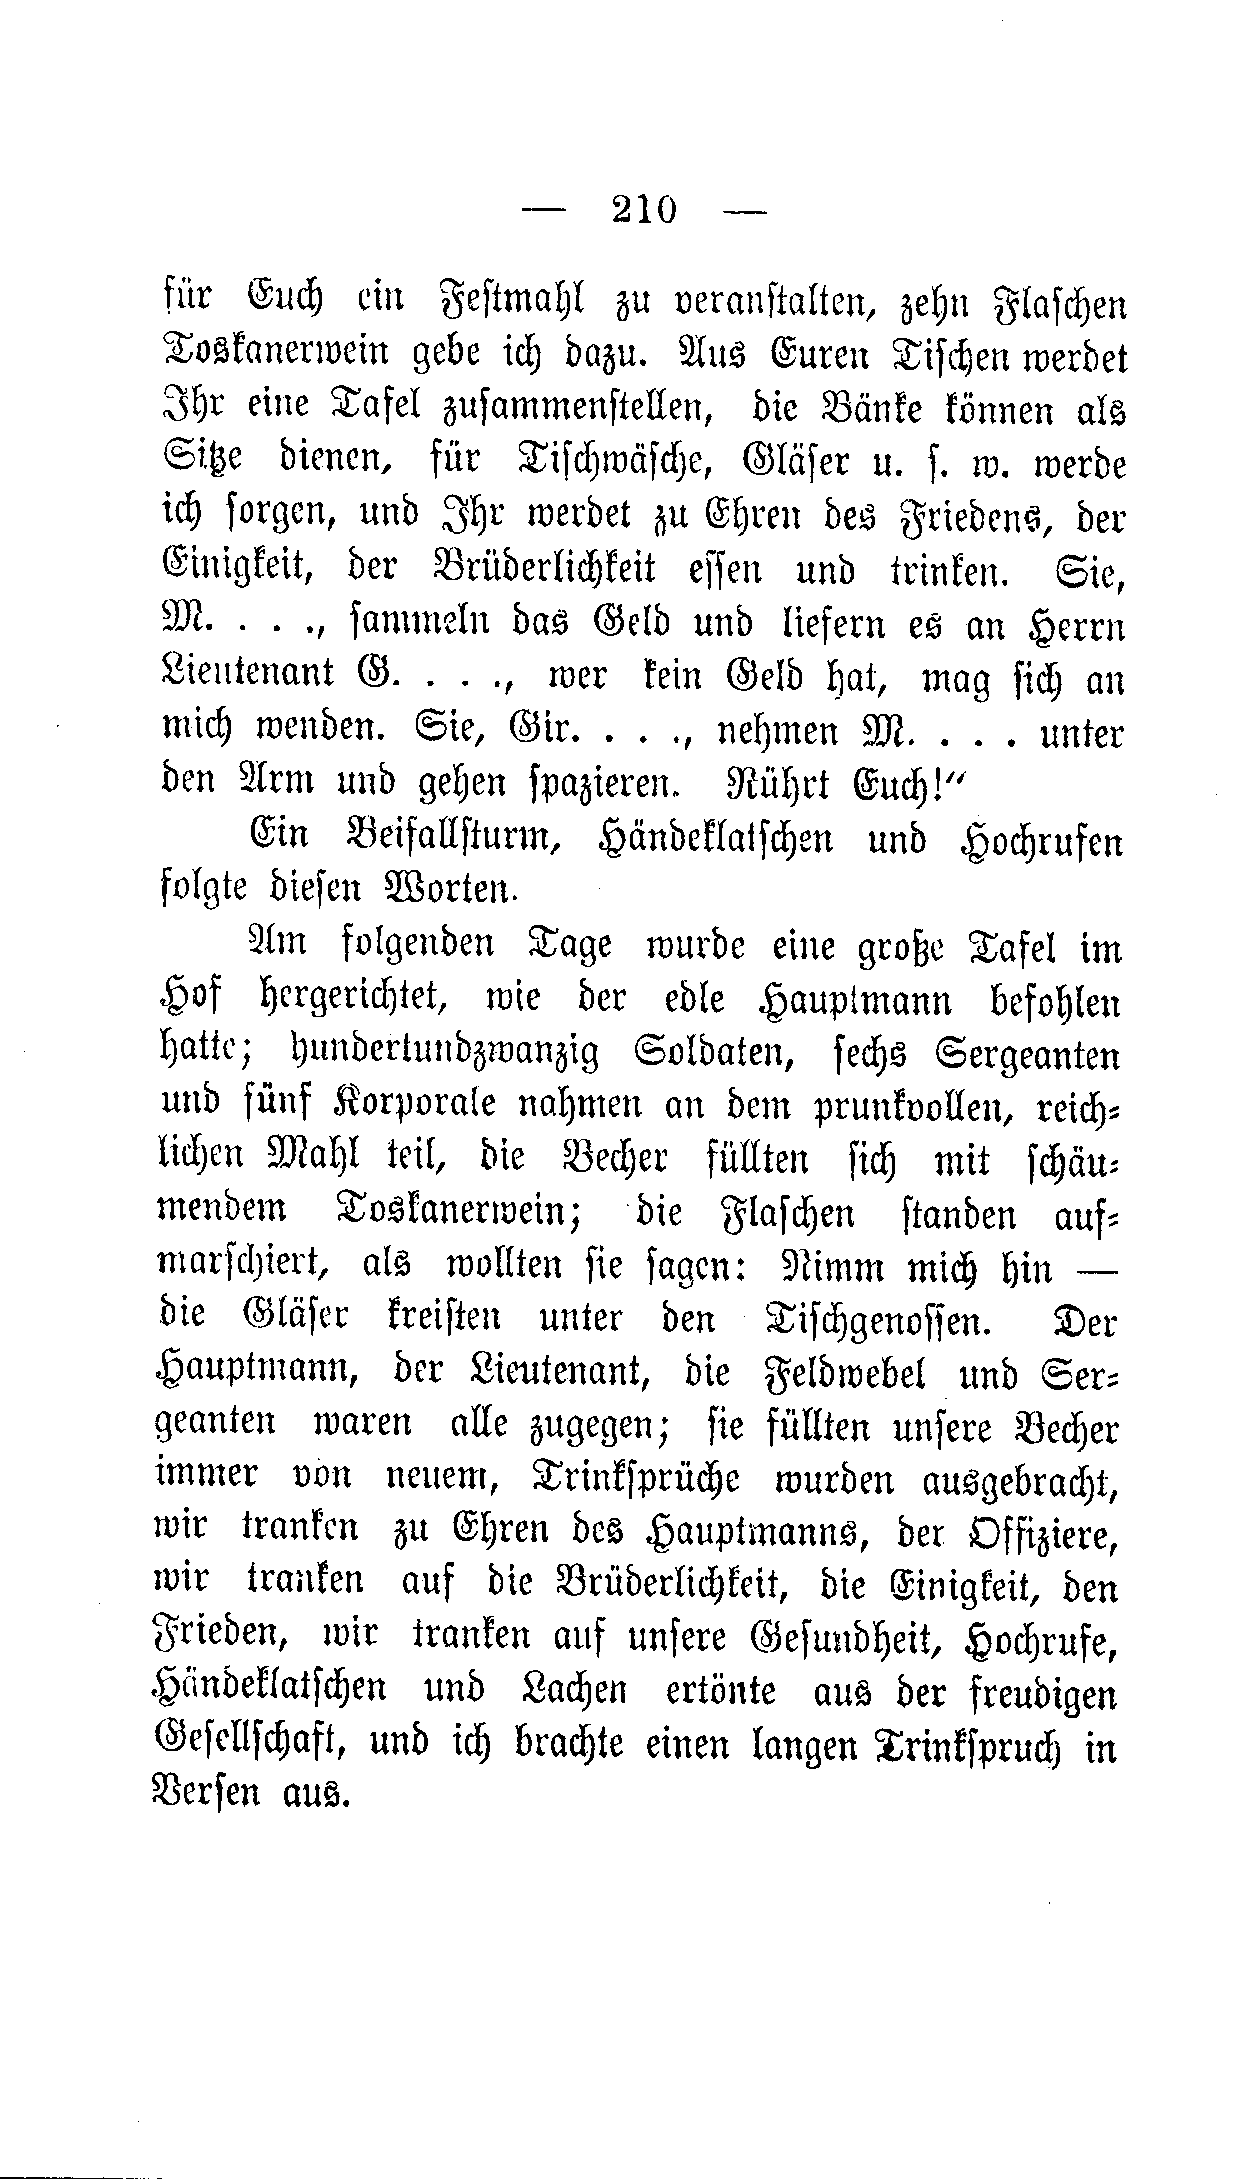 — 210 —
für Euch ein Festmahl zu veranstalten, zehn Flaschen
Toskanerwein gebe ich dazu. Aus Euren Tischen werdet
Ihr eine Tafel zusammenstellen, die Bänke können als
Sitze dienen, für Tischwäsche, Gläser u. s. w. werde
ich sorgen, und Ihr werdet zu Ehren des Friedens, der
Einigkeit, der Brüderlichkeit essen und trinken. Sie,
M. . . ., sammeln das Geld und liefern es an Herrn
Lieutenant G. . . ., wer kein Geld hat, mag sich an
mich wenden. Sie, Gir. . . ., nehmen M. . . . unter
den Arm und gehen spazieren. Rührt Euch!“
Ein Beifallsturm, Händeklatschen und Hochrufen
folgte diesen Worten.
Am folgenden Tage wurde eine große Tafel im
Hof hergerichtet, wie der edle Hauptmann befohlen
hatte; hundertundzwanzig Soldaten, sechs Sergeanten
und fünf Korporale nahmen an dem prunkvollen, reich-
lichen Mahl teil, die Becher füllten sich mit schäu-
mendem Toskanerwein; die Flaschen standen auf-
marschiert, als wollten sie sagen: Nimm mich hin —
die Gläser kreisten unter den Tischgenossen. Der
Hauptmann, der Lieutenant, die Feldwebel und Ser-
geanten waren alle zugegen; sie füllten unsere Becher
immer von neuem, Trinksprüche wurden ausgebracht,
wir tranken zu Ehren des Hauptmanns, der Offiziere,
wir tranken auf die Brüderlichkeit, die Einigkeit, den
Frieden, wir tranken auf unsere Gesundheit, Hochrufe,
Händeklatschen und Lachen ertönte aus der freudigen
Gesellschaft, und ich brachte einen langen Trinkspruch in
Versen aus.